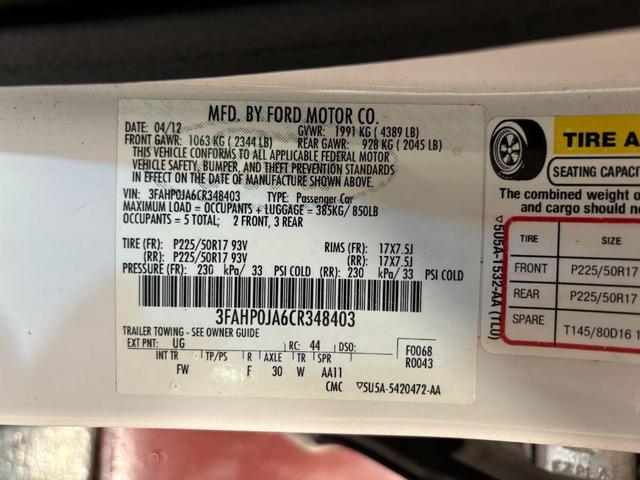 MFD. BY FORD MOTOR CO.
DATE: 04/12 GVWR: 1991 KG ( 4389 LB)
FRONT GAWR: 1063 KG ( 2344 LB) REAR GAWR: 928 KG ( 2045 LB)
THIS VEHICLE CONFORMS TO ALL APPLICABLE FEDERAL MOTOR
VEHICLE SAFETY, BUMPER, AND THEFT PREVENTION STANDARDS
IN EFFECT ON THE DATE OF MANUFACTURE SHOWN ABOVE.
VIN: 3FAHP0JA6CR348403 TYPE: Passenger Car
MAXIMUM LOAD = OCCUPANTS + LUGGAGE = 385KG/ 850LB
OCCUPANTS = 5 TOTAL; 2 FRONT, 3 REAR
TIRE (FR): P225/50R17 93V RIMS (FR): 17X7.5J
(RR): P225/50R17 93V (RR): 17X7.5J
PRESSURE (FR): 230 kPa/ 33 PSI COLD (RR): 230 kPa/ 33 PSI COLD
3FAHP0JA6CR348403
TRAILER TOWING - SEE OWNER GUIDE
EXT PNT: UG RC: 44 DSO: F0068
R0043
INT TR TP/PS R AXLE TR SPR
FW F 30 W AA11
CMC ▽5U5A-5420472-AA
TIRE A
SEATING CAPACIT
The combined weight o
and cargo should ne
TIRE SIZE
FRONT P225/50R17
REAR P225/50R17
SPARE T145/80D16 1
▽5U5A-1532-AA (TL0)